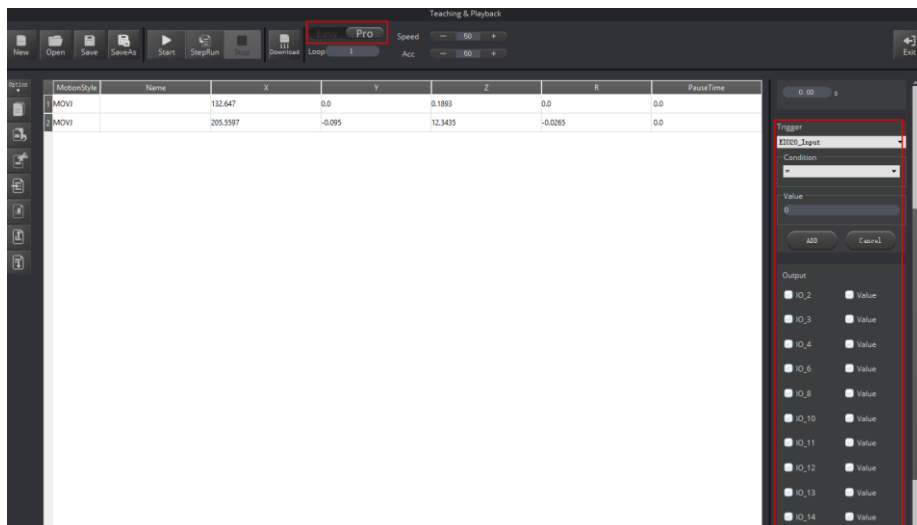 Teaching & Playback
Easy Pro
Speed − 50 +
New Open Save SaveAs Start StepRun Stop Download Loop 1 Acc − 50 + Exit
Option MotionStyle Name X Y Z R PauseTime
1 MOVJ 132.647 0.0 0.1893 0.0 0.0
2 MOVJ 205.5597 -0.095 12.3435 -0.0265 0.0
0.00 s
Trigger
EIO20_Input
Condition
=
Value
0
ADD Cancel
Output
IO_2 Value
IO_3 Value
IO_4 Value
IO_6 Value
IO_8 Value
IO_10 Value
IO_11 Value
IO_12 Value
IO_13 Value
IO_14 Value